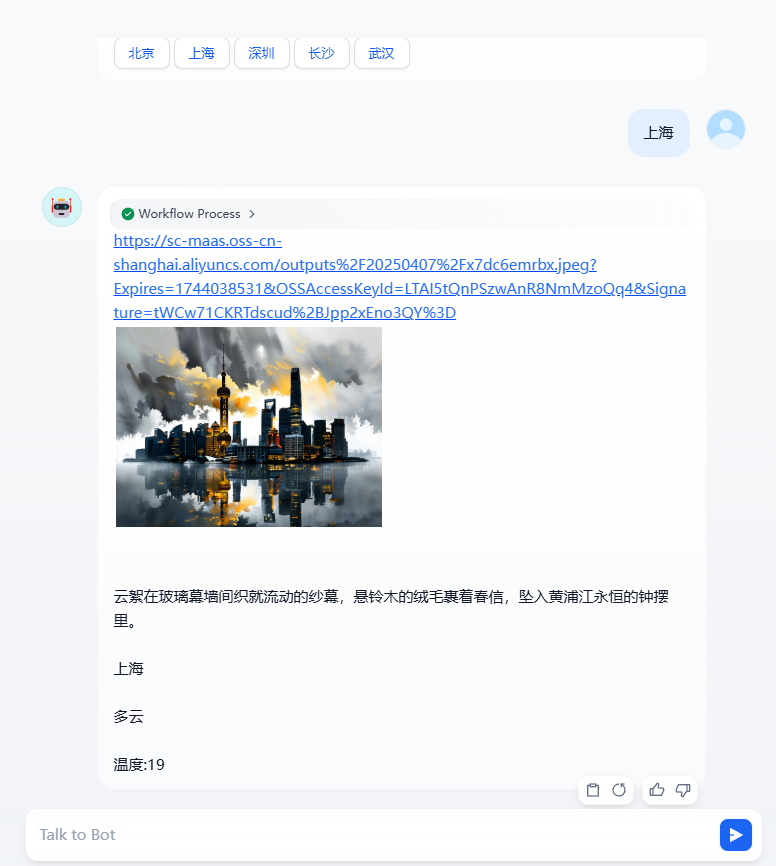 北京 上海 深圳 长沙 武汉
上海
Workflow Process
https://sc-maas.oss-cn-
shanghai.aliyuncs.com/outputs%2F20250407%2Fx7dc6emrbx.jpeg?
Expires=1744038531&OSSAccessKeyId=LTAI5tQnPSzwAnR8NmMzoQq4&Signa
ture=tWCw71CKRTdscud%2BJpp2xEno3QY%3D
云絮在玻璃幕墙间织就流动的纱幕，悬铃木的绒毛裹着春信，坠入黄浦江永恒的钟摆
里。
上海
多云
温度:19
Talk to Bot